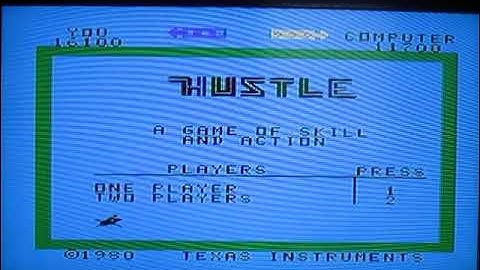 YOU COMPUTER
16100 11700
HUSTLE
A GAME OF SKILL
AND ACTION
PLAYERS PRESS
ONE PLAYER 1
TWO PLAYERS 2
©1980 TEXAS INSTRUMENTS